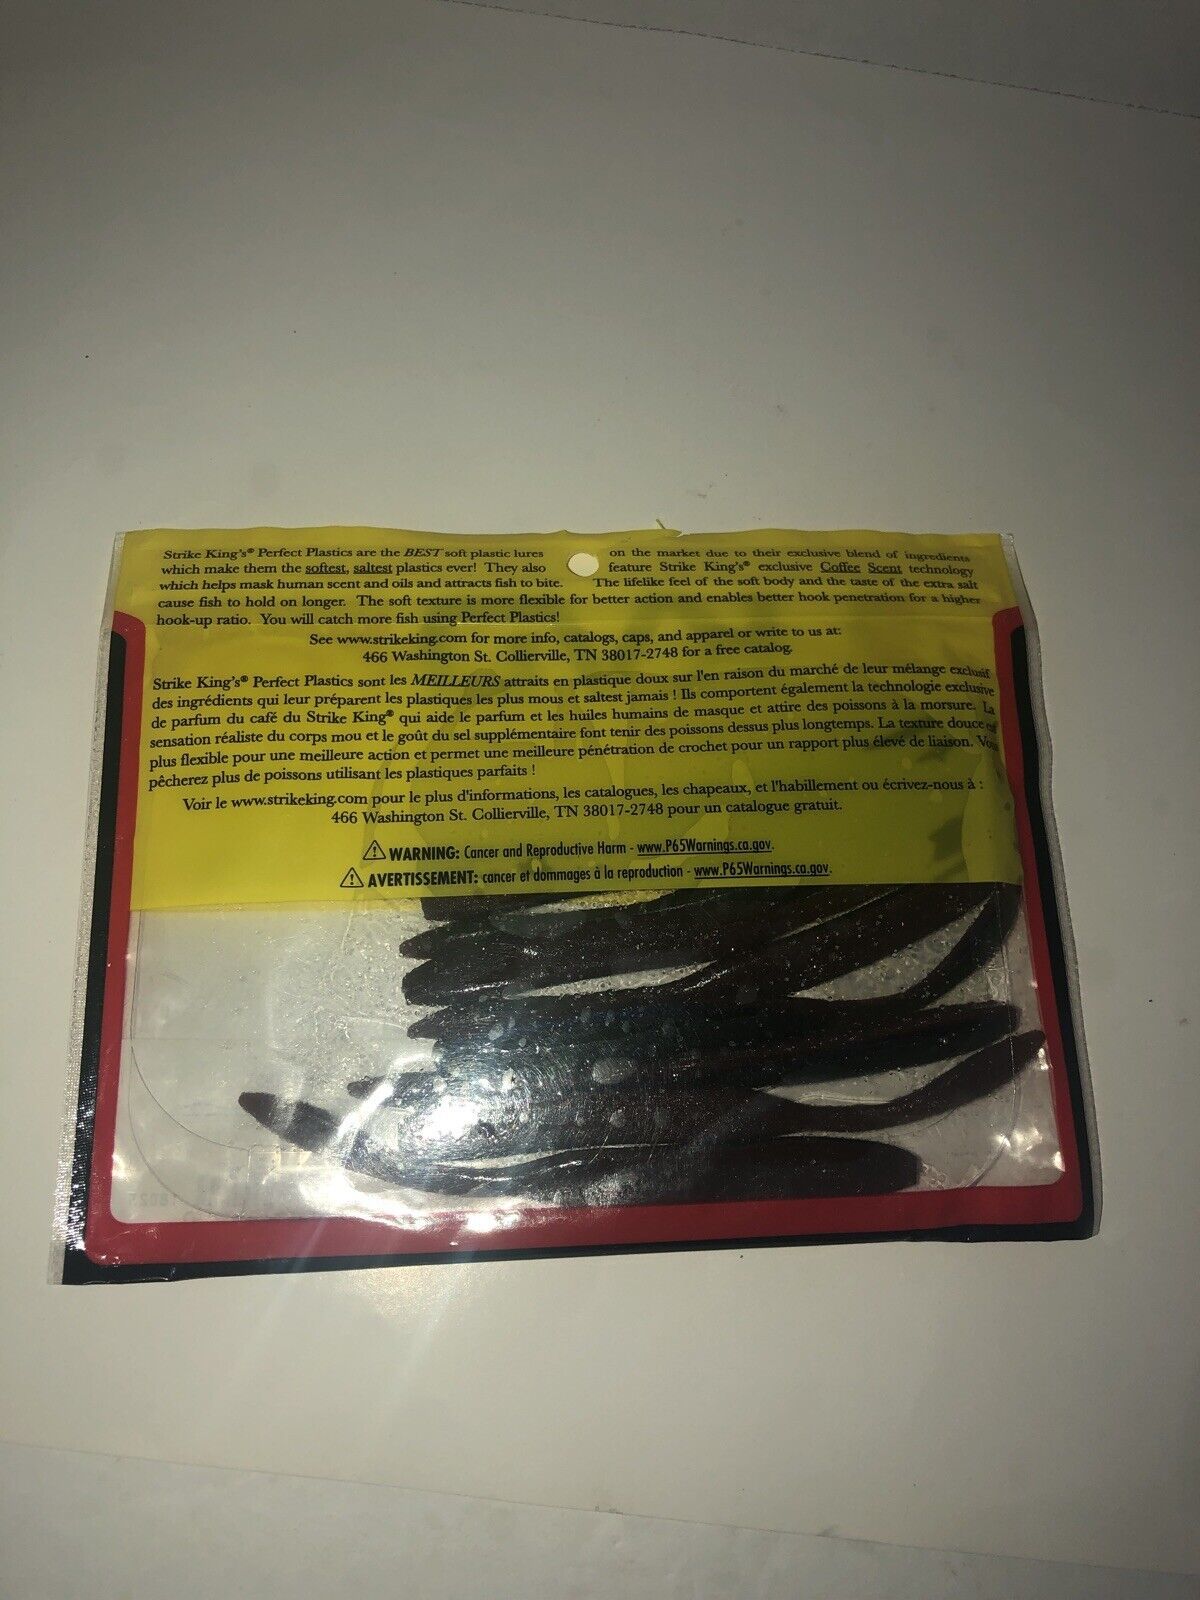 Strike King's® Perfect Plastics are the BEST soft plastic lures on the market due to their exclusive blend of ingredients
which make them the softest, saltest plastics ever! They also feature Strike King's® exclusive Coffee Scent technology
which helps mask human scent and oils and attracts fish to bite. The lifelike feel of the soft body and the taste of the extra salt
cause fish to hold on longer. The soft texture is more flexible for better action and enables better hook penetration for a higher
hook-up ratio. You will catch more fish using Perfect Plastics!
See www.strikeking.com for more info, catalogs, caps, and apparel or write to us at:
466 Washington St. Collierville, TN 38017-2748 for a free catalog.
Strike King's® Perfect Plastics sont les MEILLEURS attraits en plastique doux sur l'en raison du marché de leur mélange exclusif
des ingrédients qui leur préparent les plastiques les plus mous et saltest jamais ! Ils comportent également la technologie exclusive
de parfum du café du Strike King® qui aide le parfum et les huiles humains de masque et attire des poissons à la morsure. La
sensation réaliste du corps mou et le goût du sel supplémentaire font tenir des poissons dessus plus longtemps. La texture douce est
plus flexible pour une meilleure action et permet une meilleure pénétration de crochet pour un rapport plus élevé de liaison. Vous
pêcherez plus de poissons utilisant les plastiques parfaits !
Voir le www.strikeking.com pour le plus d'informations, les catalogues, les chapeaux, et l'habillement ou écrivez-nous à :
466 Washington St. Collierville, TN 38017-2748 pour un catalogue gratuit.
⚠ WARNING: Cancer and Reproductive Harm - www.P65Warnings.ca.gov.
⚠ AVERTISSEMENT: cancer et dommages à la reproduction - www.P65Warnings.ca.gov.